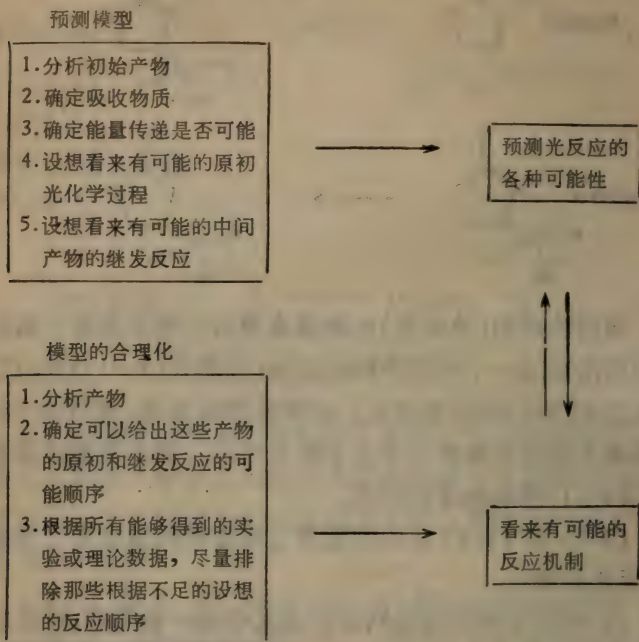 预测模型
1.分析初始产物
2.确定吸收物质
3.确定能量传递是否可能
4.设想看来有可能的原初
光化学过程
5.设想看来有可能的中间
产物的继发反应
预测光反应的
各种可能性
模型的合理化
1.分析产物
2.确定可以给出这些产物
的原初和继发反应的可
能顺序
3.根据所有能够得到的实
验或理论数据，尽量排
除那些根据不足的设想
的反应顺序
看来有可能的
反应机制